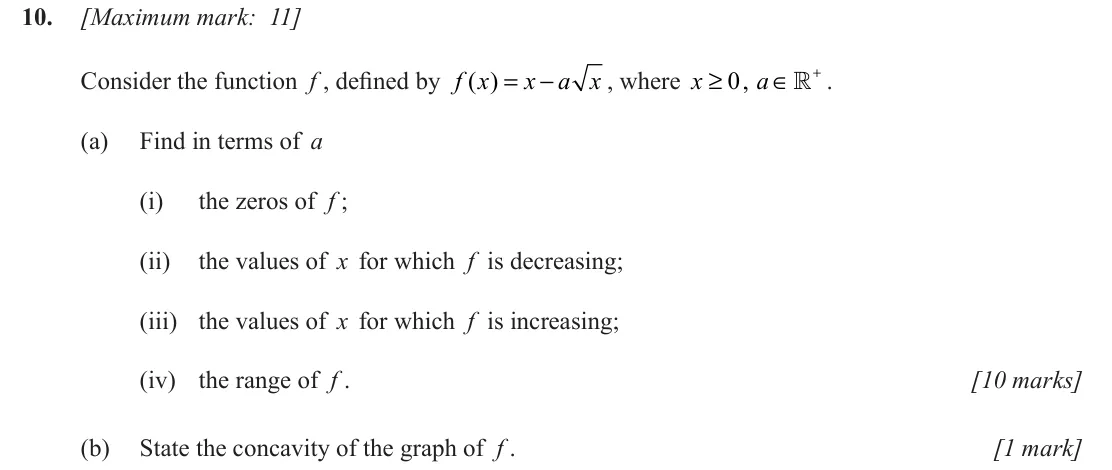 10. [Maximum mark: 11]
Consider the function f, defined by f(x) = x − a√x, where x ≥ 0, a ∈ ℝ⁺.
(a) Find in terms of a
(i) the zeros of f;
(ii) the values of x for which f is decreasing;
(iii) the values of x for which f is increasing;
(iv) the range of f. [10 marks]
(b) State the concavity of the graph of f. [1 mark]